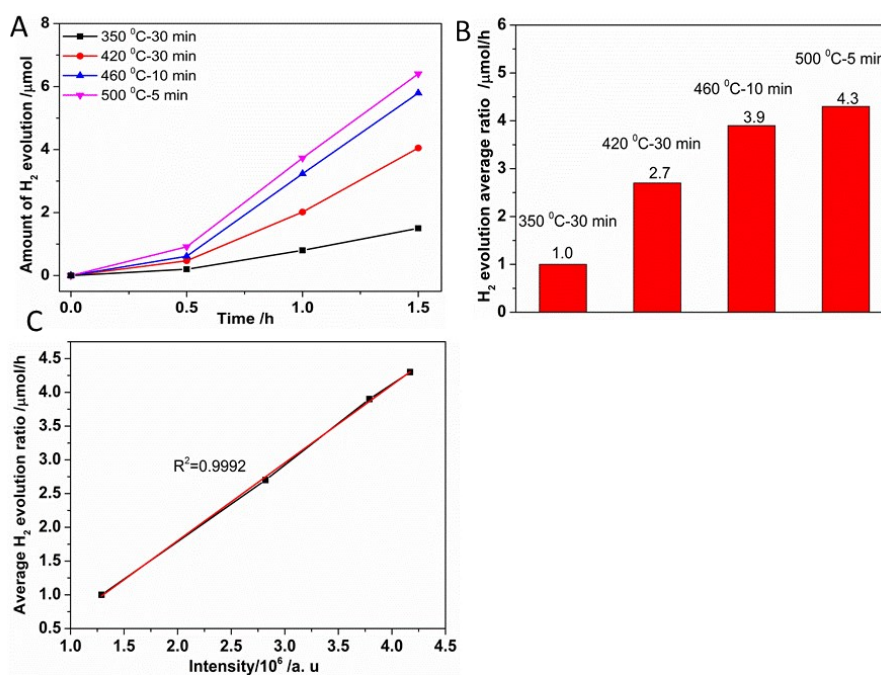 A
350 ⁰C-30 min
420 ⁰C-30 min
460 ⁰C-10 min
500 ⁰C-5 min
Amount of H₂ evolution /μmol
8
6
4
2
0
0.0 0.5 1.0 1.5
Time /h
B
H₂ evolution average ratio /μmol/h
6
5
4
3
2
1
0
350 ⁰C-30 min
1.0
420 ⁰C-30 min
2.7
460 ⁰C-10 min
3.9
500 ⁰C-5 min
4.3
C
Average H₂ evolution ratio /μmol/h
4.5
4.0
3.5
3.0
2.5
2.0
1.5
1.0
0.5
R²=0.9992
1.0 1.5 2.0 2.5 3.0 3.5 4.0 4.5
Intensity/10⁶ /a. u